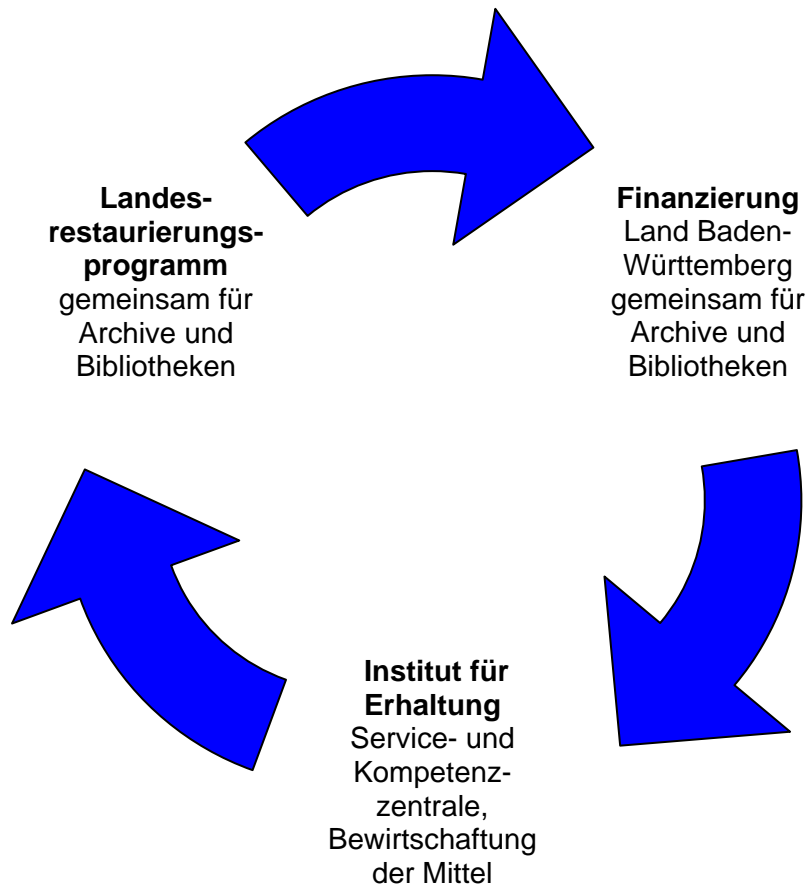 Landes-
restaurierungs-
programm
gemeinsam für
Archive und
Bibliotheken
Finanzierung
Land Baden-
Württemberg
gemeinsam für
Archive und
Bibliotheken
Institut für
Erhaltung
Service- und
Kompetenz-
zentrale,
Bewirtschaftung
der Mittel